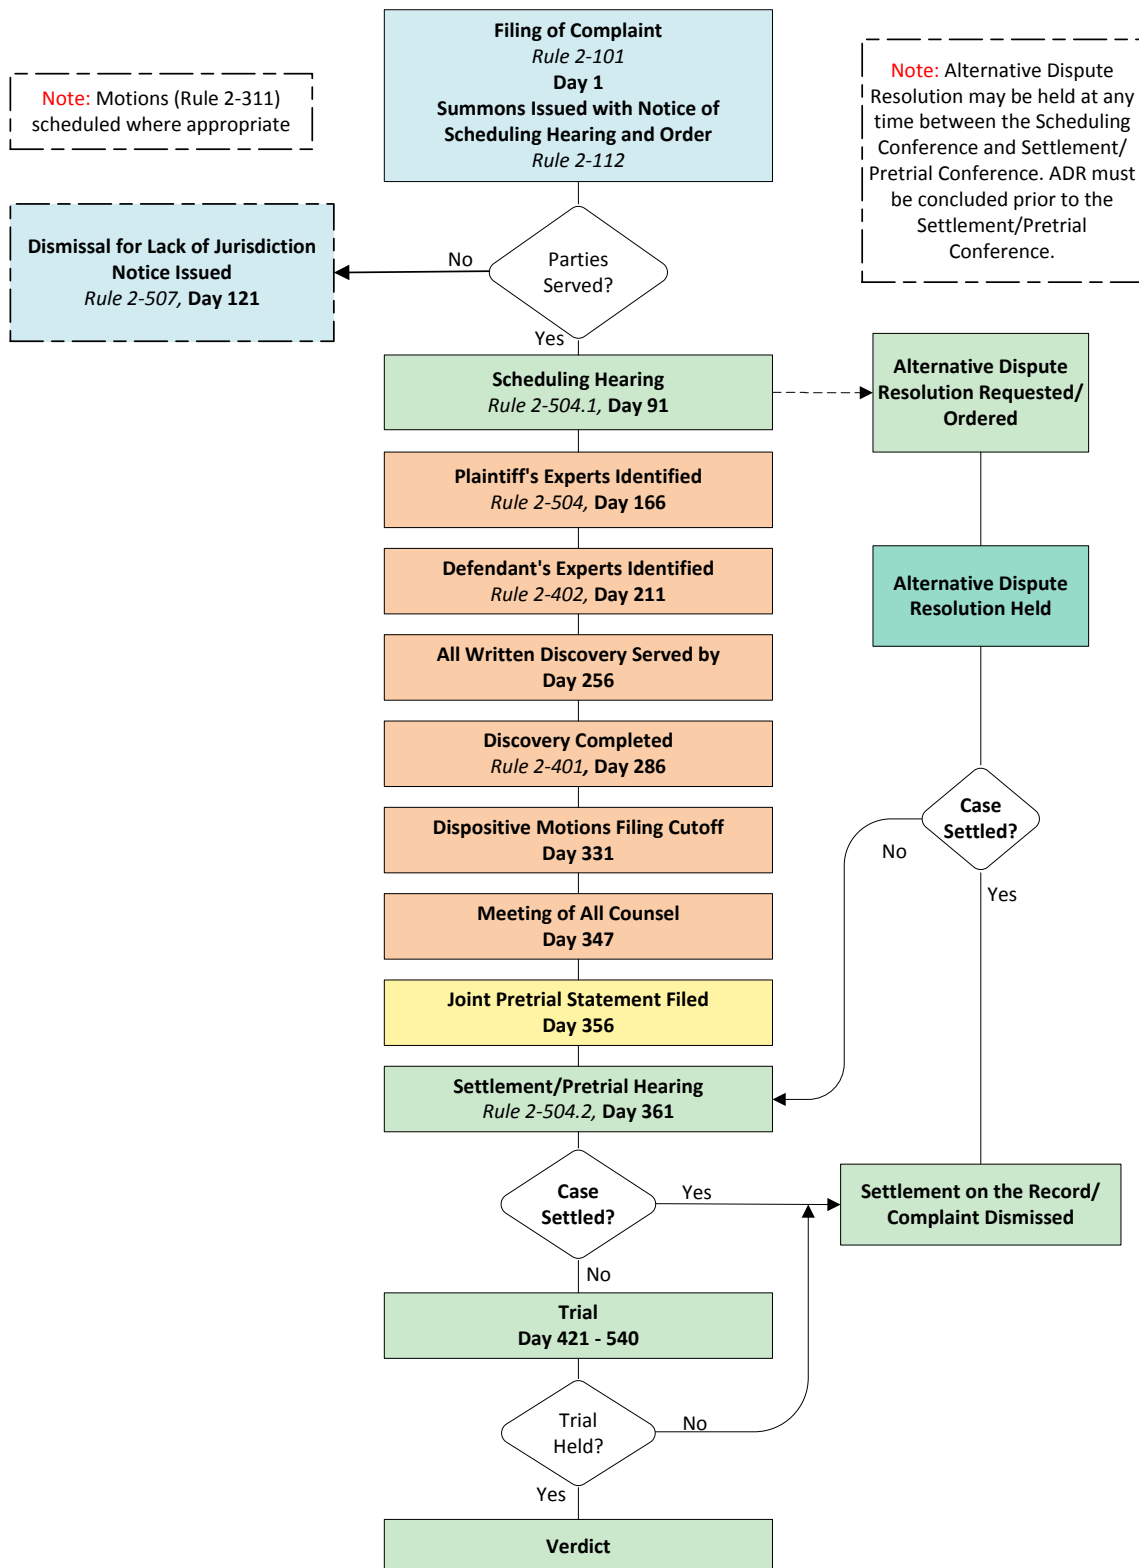 Filing of Complaint
Rule 2-101
Day 1
Summons Issued with Notice of
Scheduling Hearing and Order
Rule 2-112
Note: Motions (Rule 2-311)
scheduled where appropriate
Note: Alternative Dispute
Resolution may be held at any
time between the Scheduling
Conference and Settlement/
Pretrial Conference. ADR must
be concluded prior to the
Settlement/Pretrial
Conference.
Dismissal for Lack of Jurisdiction
Notice Issued
Rule 2-507, Day 121
No
Parties
Served?
Yes
Scheduling Hearing
Rule 2-504.1, Day 91
Alternative Dispute
Resolution Requested/
Ordered
Plaintiff's Experts Identified
Rule 2-504, Day 166
Defendant's Experts Identified
Rule 2-402, Day 211
Alternative Dispute
Resolution Held
All Written Discovery Served by
Day 256
Discovery Completed
Rule 2-401, Day 286
Case
Settled?
No
Yes
Dispositive Motions Filing Cutoff
Day 331
Meeting of All Counsel
Day 347
Joint Pretrial Statement Filed
Day 356
Settlement/Pretrial Hearing
Rule 2-504.2, Day 361
Case
Settled?
Yes
No
Settlement on the Record/
Complaint Dismissed
Trial
Day 421 - 540
Trial
Held?
No
Yes
Verdict